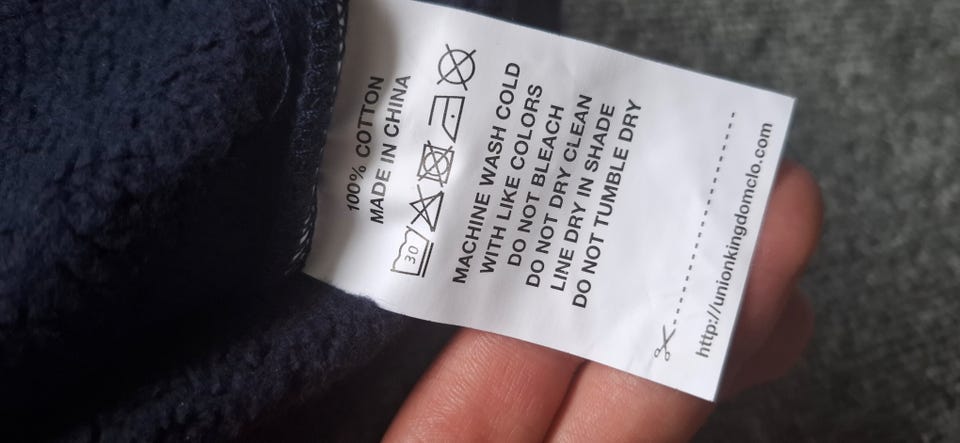 100% COTTON
MADE IN CHINA
30
MACHINE WASH COLD
WITH LIKE COLORS
DO NOT BLEACH
DO NOT DRY CLEAN
LINE DRY IN SHADE
DO NOT TUMBLE DRY
http://unionkingdomclo.com